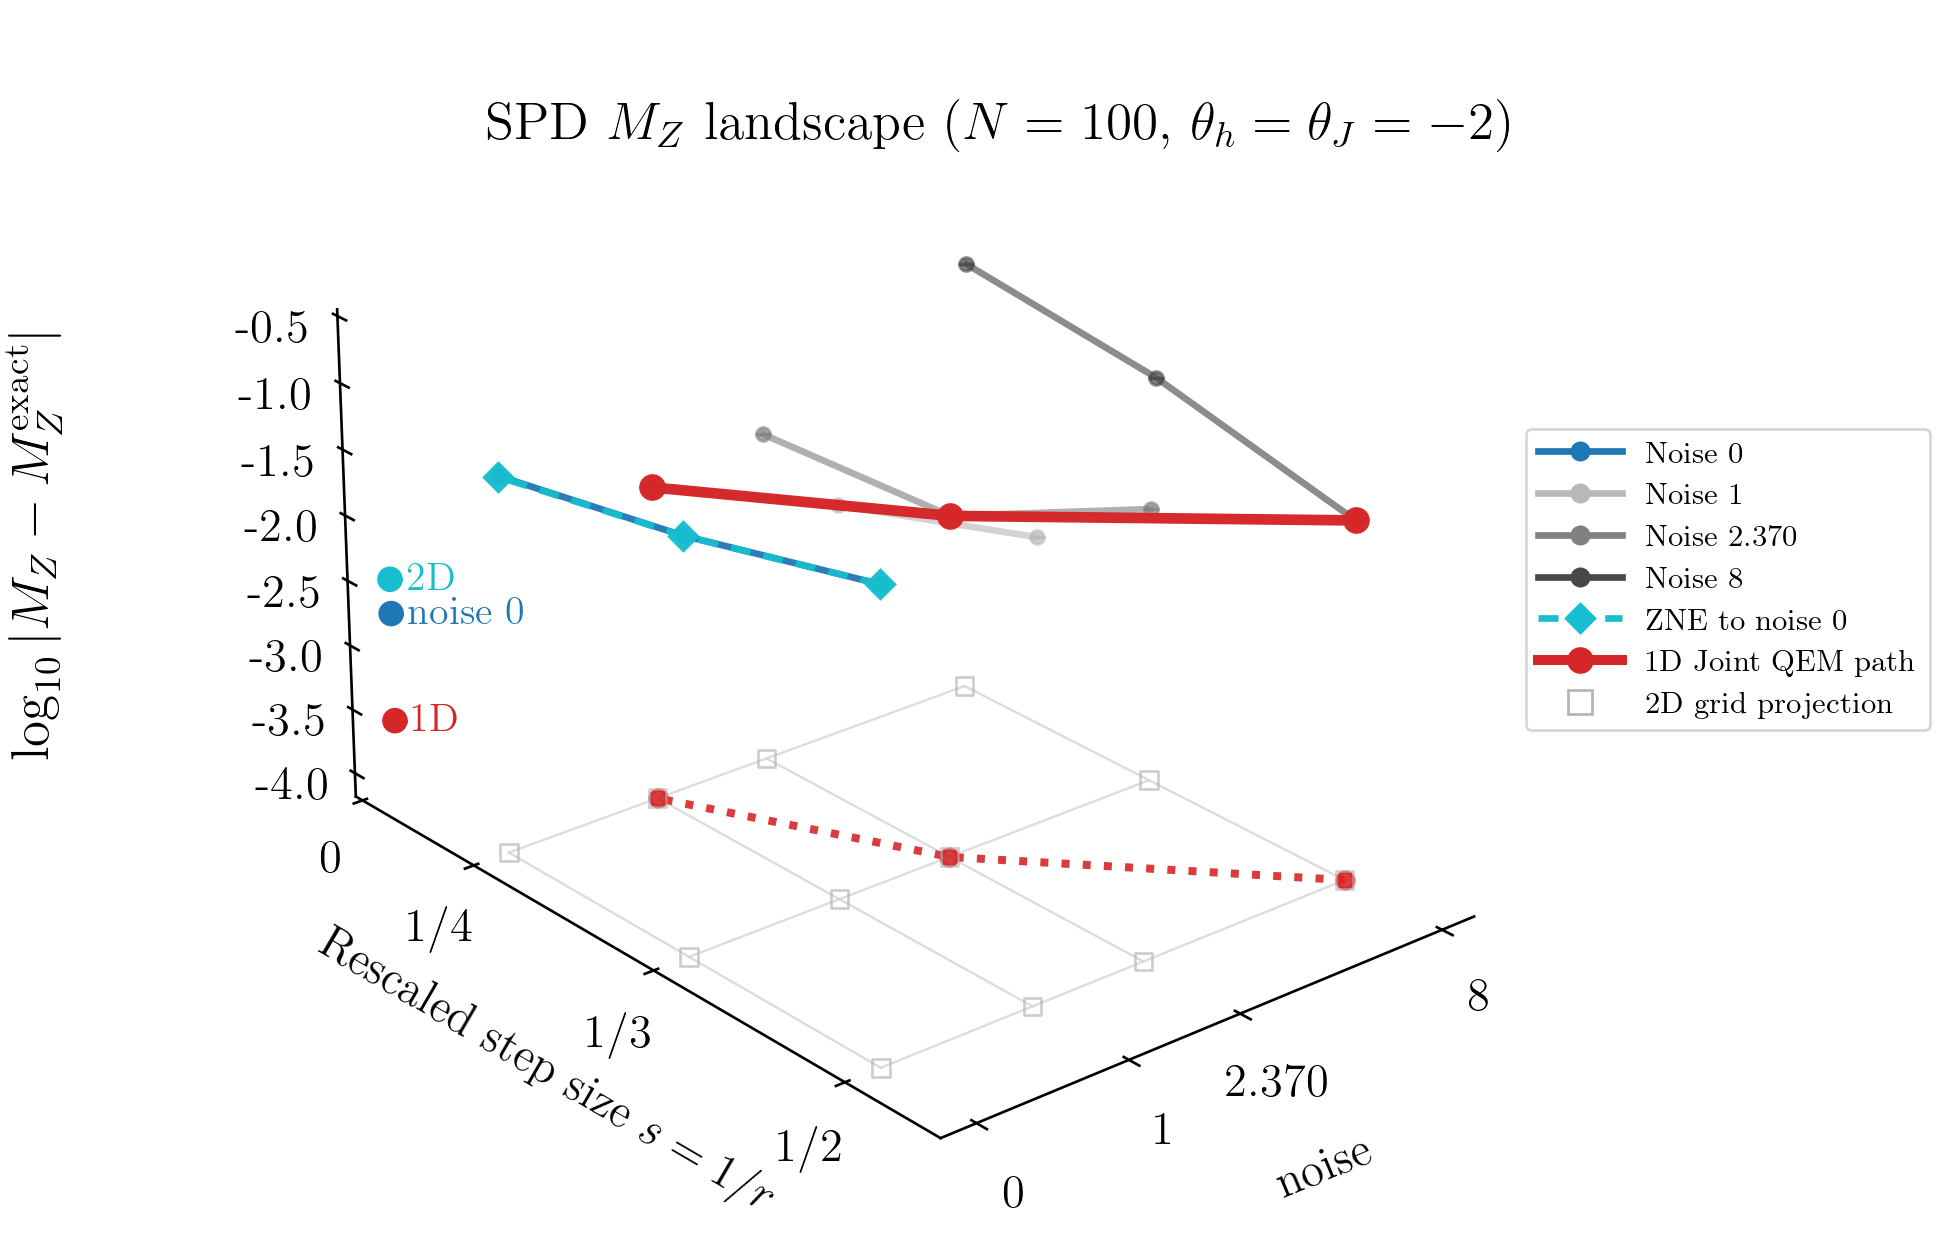 SPD $M_Z$ landscape ($N = 100$, $\theta_h = \theta_J = -2$)
$\log_{10} |M_Z - M_Z^{\mathrm{exact}}|$
-0.5
-1.0
-1.5
-2.0
-2.5
-3.0
-3.5
-4.0
2D
noise 0
1D
0
1/4
1/3
1/2
Rescaled step size $s = 1/r$
0
1
2.370
8
noise
Noise 0
Noise 1
Noise 2.370
Noise 8
ZNE to noise 0
1D Joint QEM path
2D grid projection